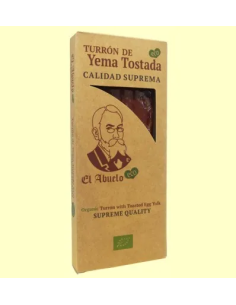 TURRÓN DE
Yema Tostada
CALIDAD SUPREMA
El Abuelo
Organic Turron with Toasted Egg Yolk
SUPREME QUALITY